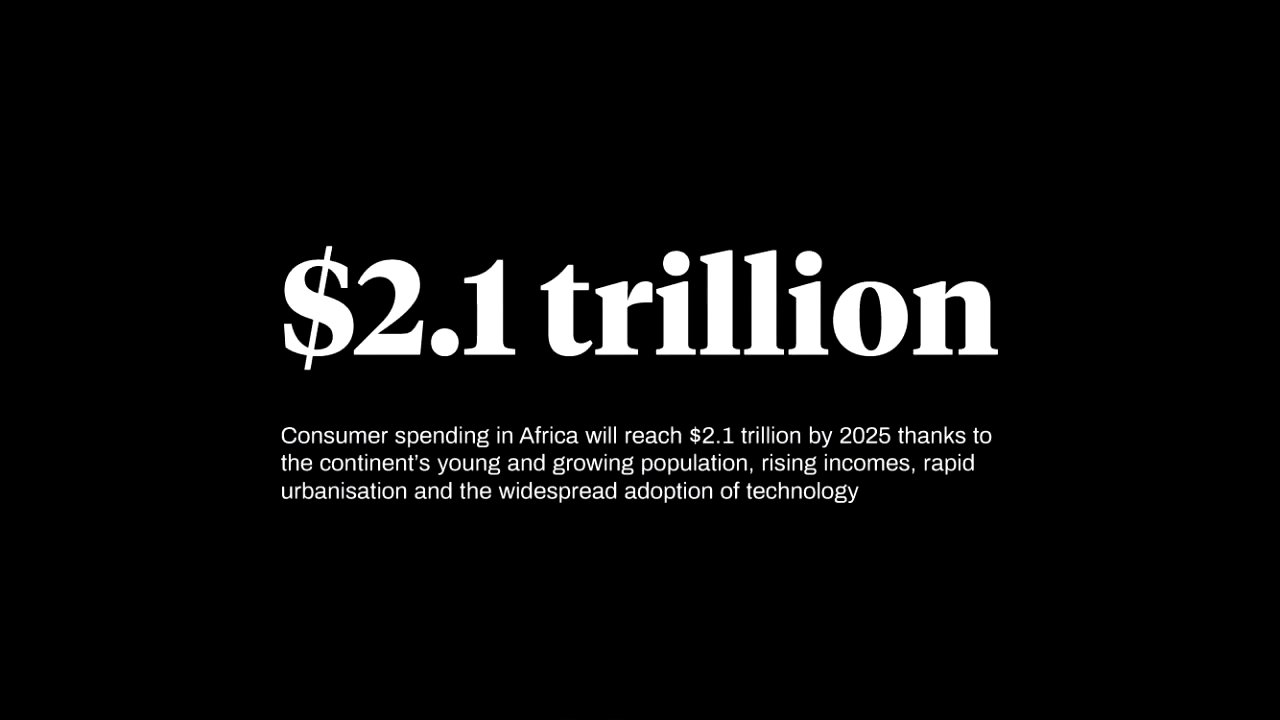 $2.1 trillion
Consumer spending in Africa will reach $2.1 trillion by 2025 thanks to
the continent’s young and growing population, rising incomes, rapid
urbanisation and the widespread adoption of technology